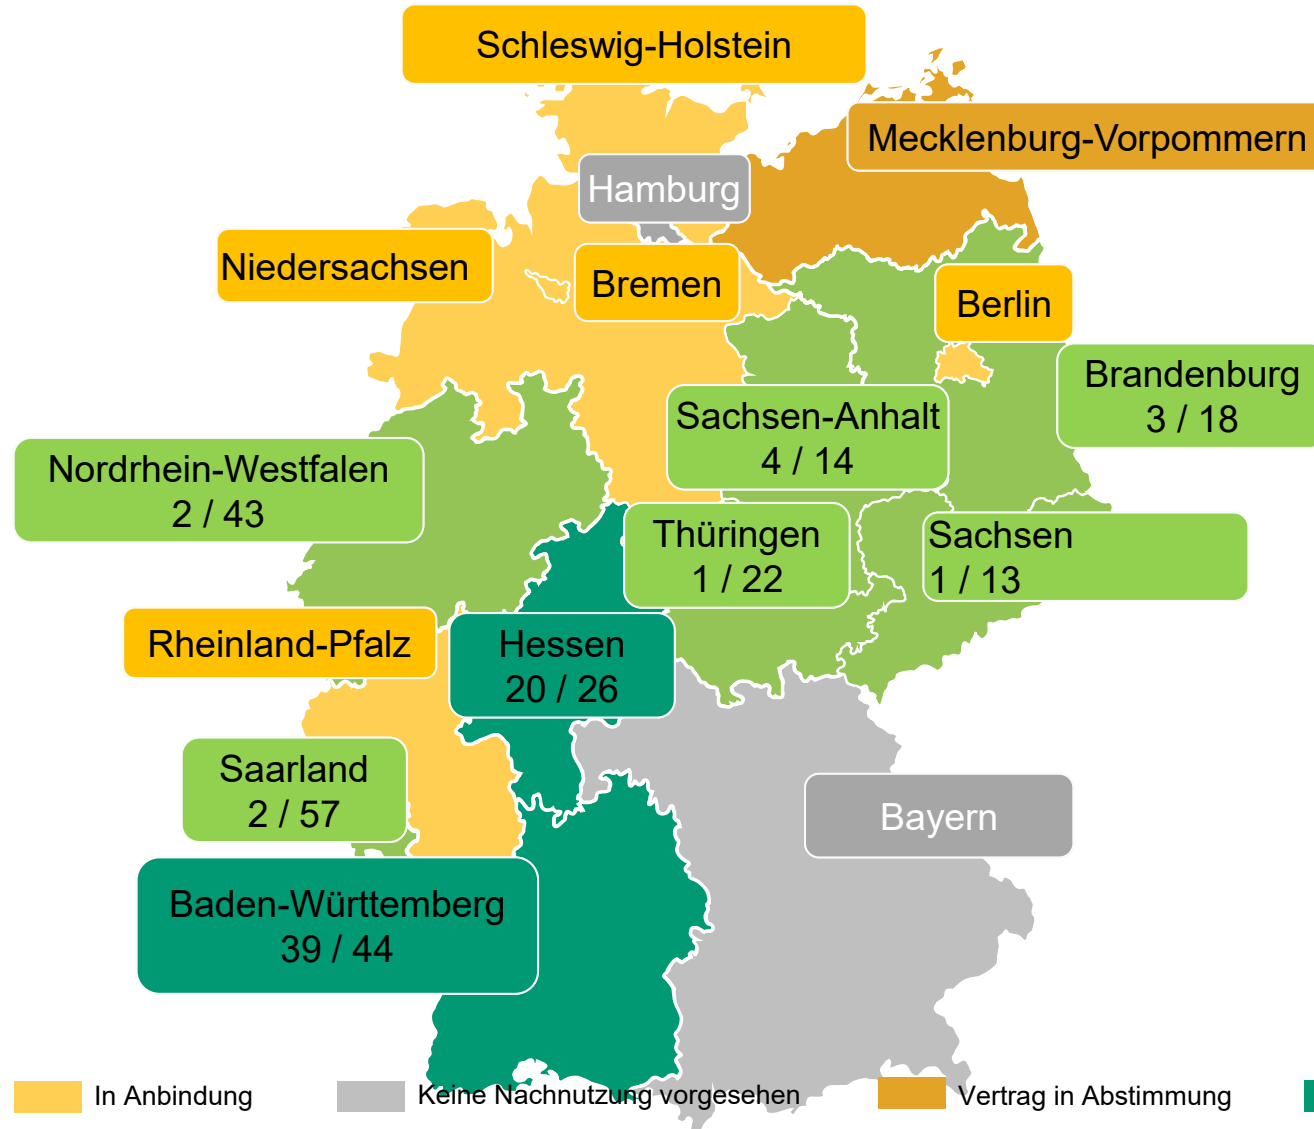 Schleswig-Holstein
Mecklenburg-Vorpommern
Hamburg
Niedersachsen
Bremen
Berlin
Brandenburg
3 / 18
Sachsen-Anhalt
4 / 14
Nordrhein-Westfalen
2 / 43
Thüringen
1 / 22
Sachsen
1 / 13
Rheinland-Pfalz
Hessen
20 / 26
Saarland
2 / 57
Bayern
Baden-Württemberg
39 / 44
In Anbindung
Keine Nachnutzung vorgesehen
Vertrag in Abstimmung